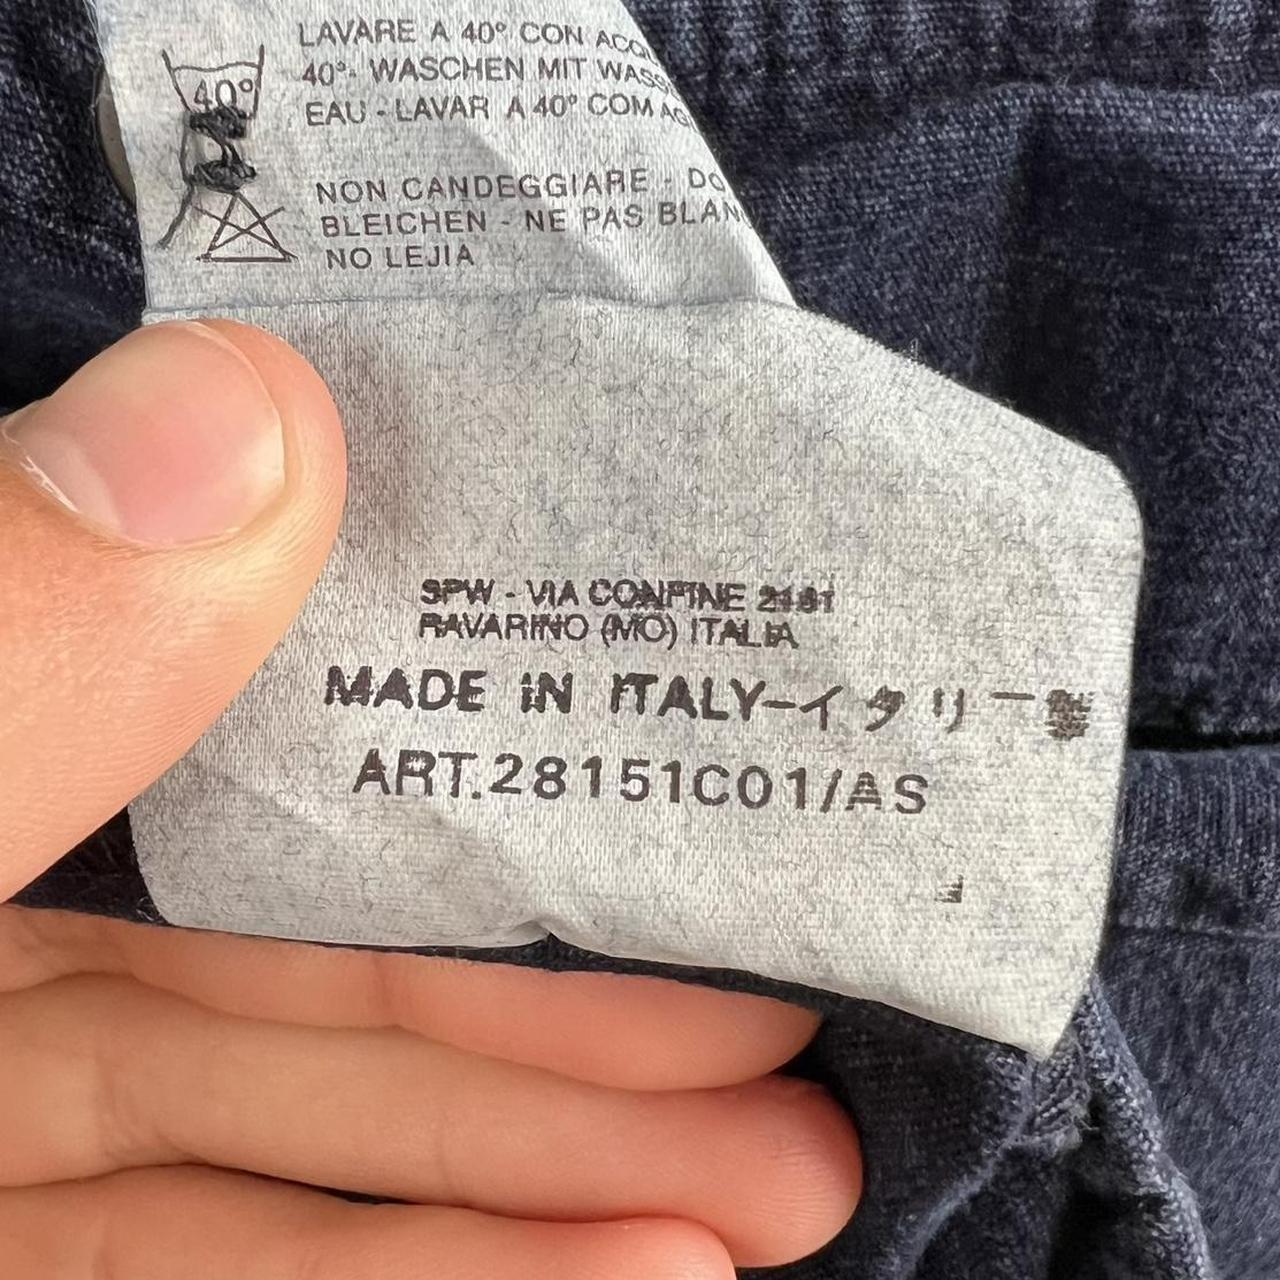 LAVARE A 40° CON
40° WASCHEN MIT
EAU - LAVAR A 40° COM
40°
NON CANDEGGIARE -
BLEICHEN - NE PAS
NO LEJIA
SPW - VIA CONFINE
RAVARINO (MO) ITALIA
MADE IN ITALY-イタリー製
ART.28151C01/AS